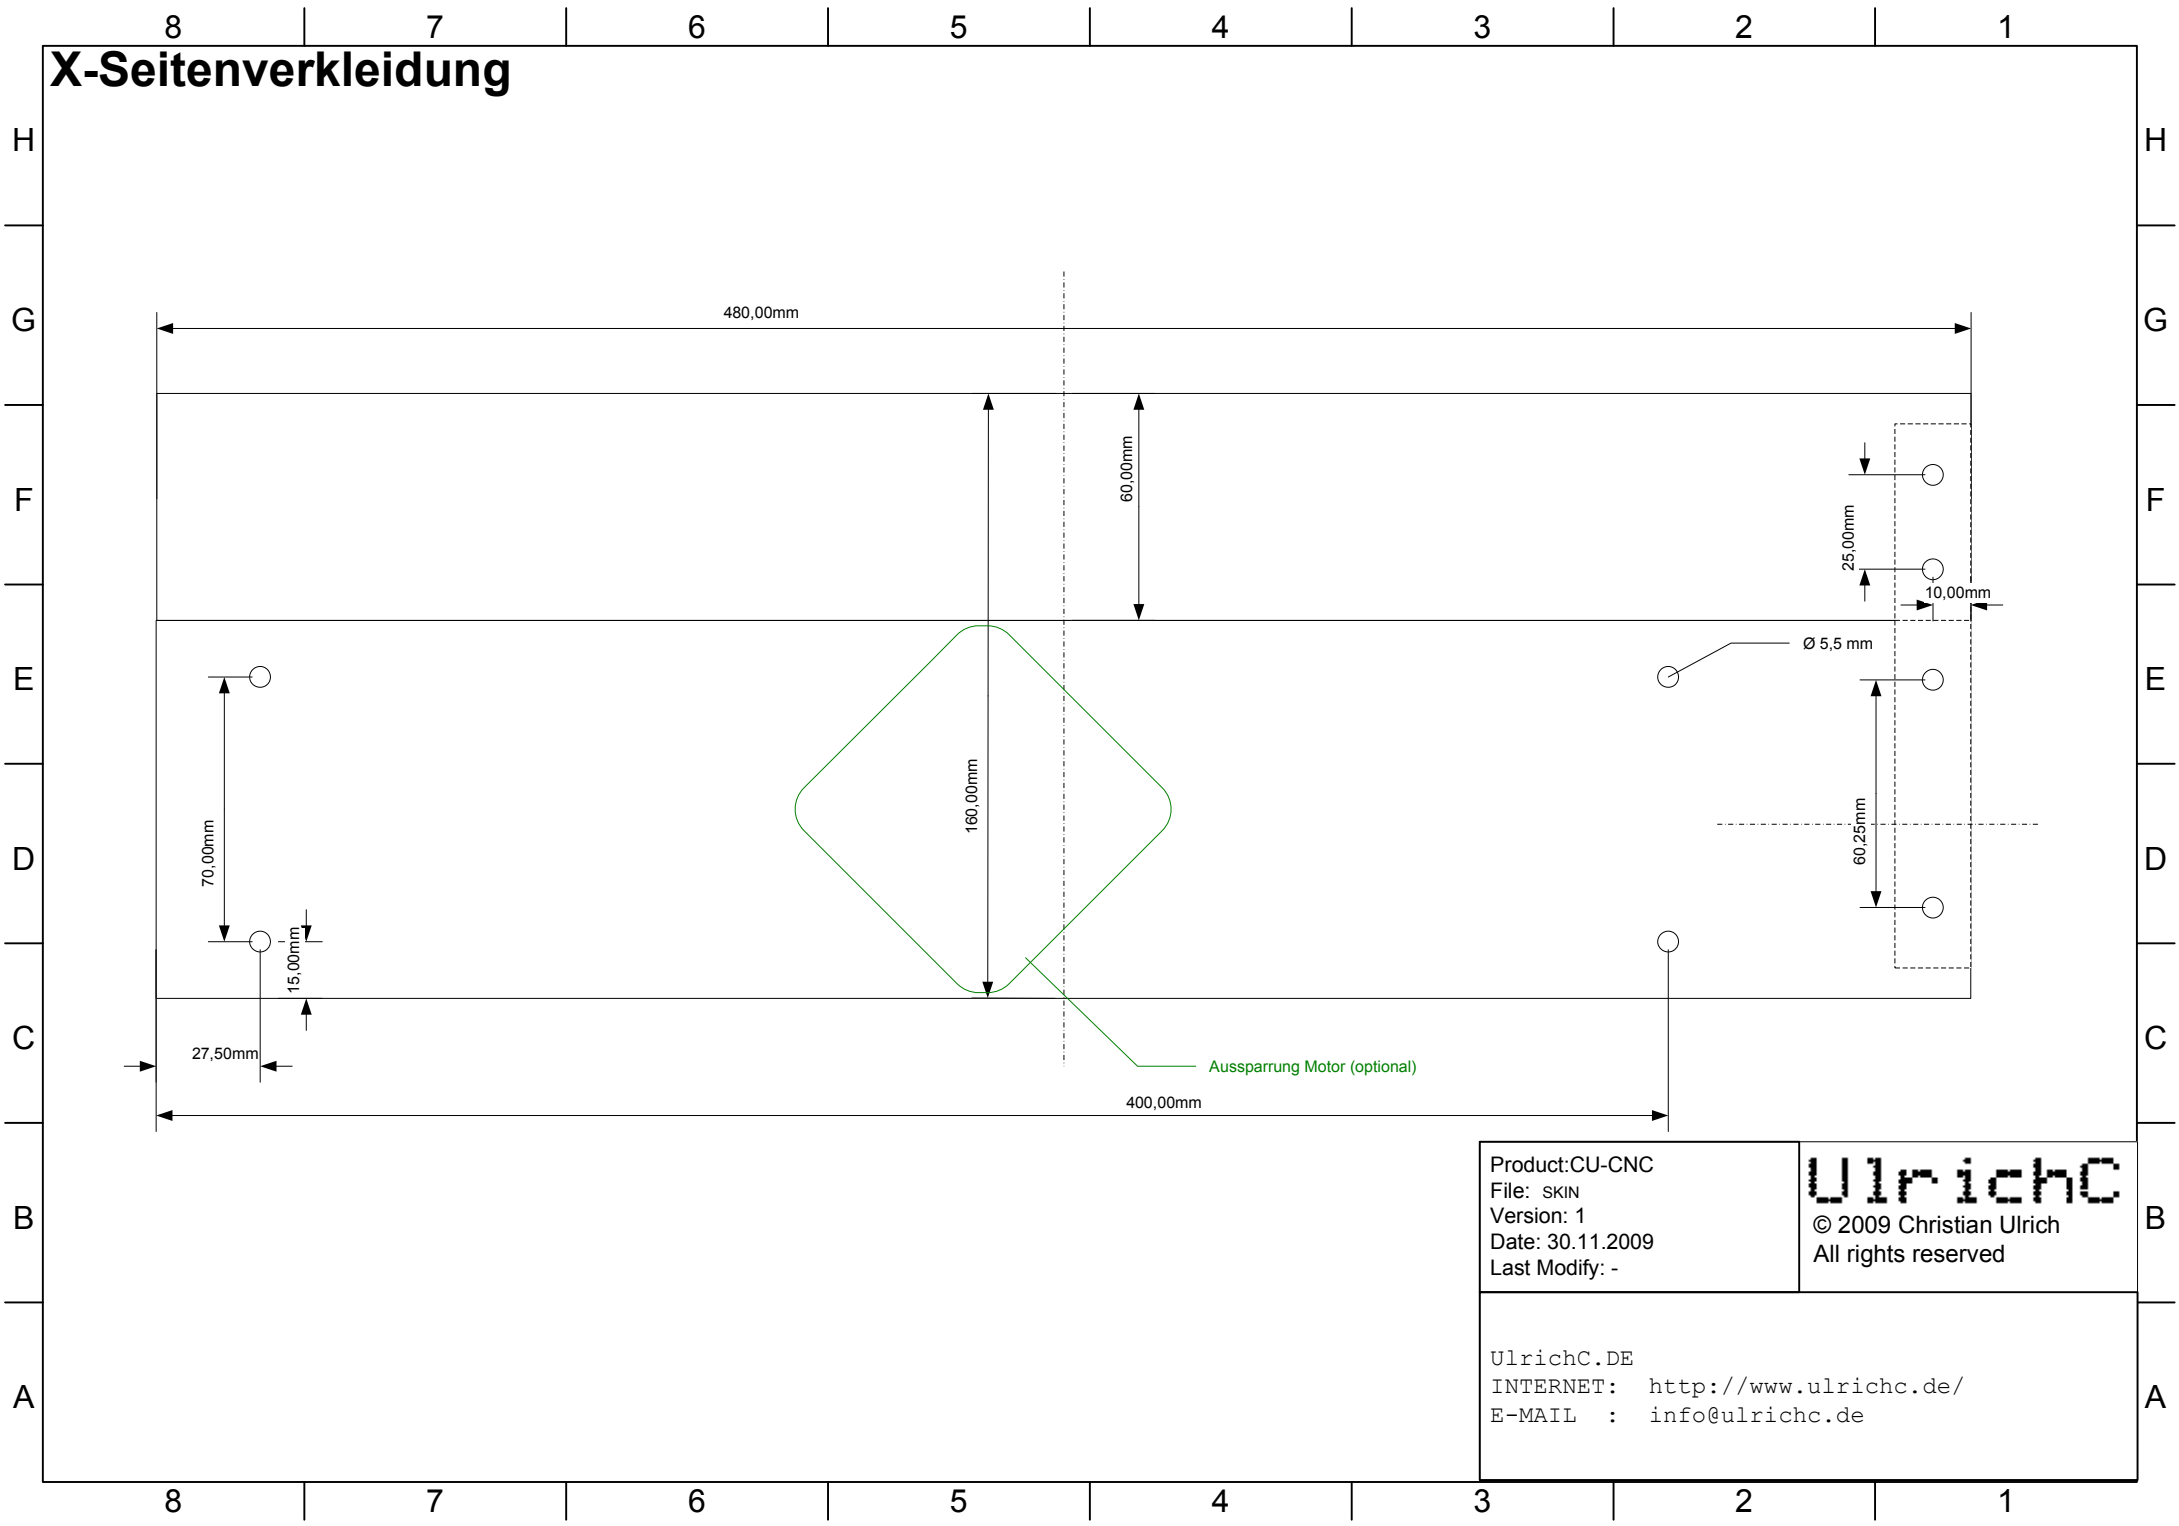 8 7 6 5 4 3 2 1
X-Seitenverkleidung
H H
480,00mm
G G
60,00mm
F F
25,00mm
10,00mm
Ø 5,5 mm
E E
160,00mm
60,25mm
70,00mm
D D
15,00mm
C C
27,50mm
Aussparrung Motor (optional)
400,00mm
Product:CU-CNC
File: SKIN
Version: 1
Date: 30.11.2009
Last Modify: -
UlrichC
© 2009 Christian Ulrich
All rights reserved
B B
UlrichC.DE
INTERNET: http://www.ulrichc.de/
E-MAIL : info@ulrichc.de
A A
8 7 6 5 4 3 2 1